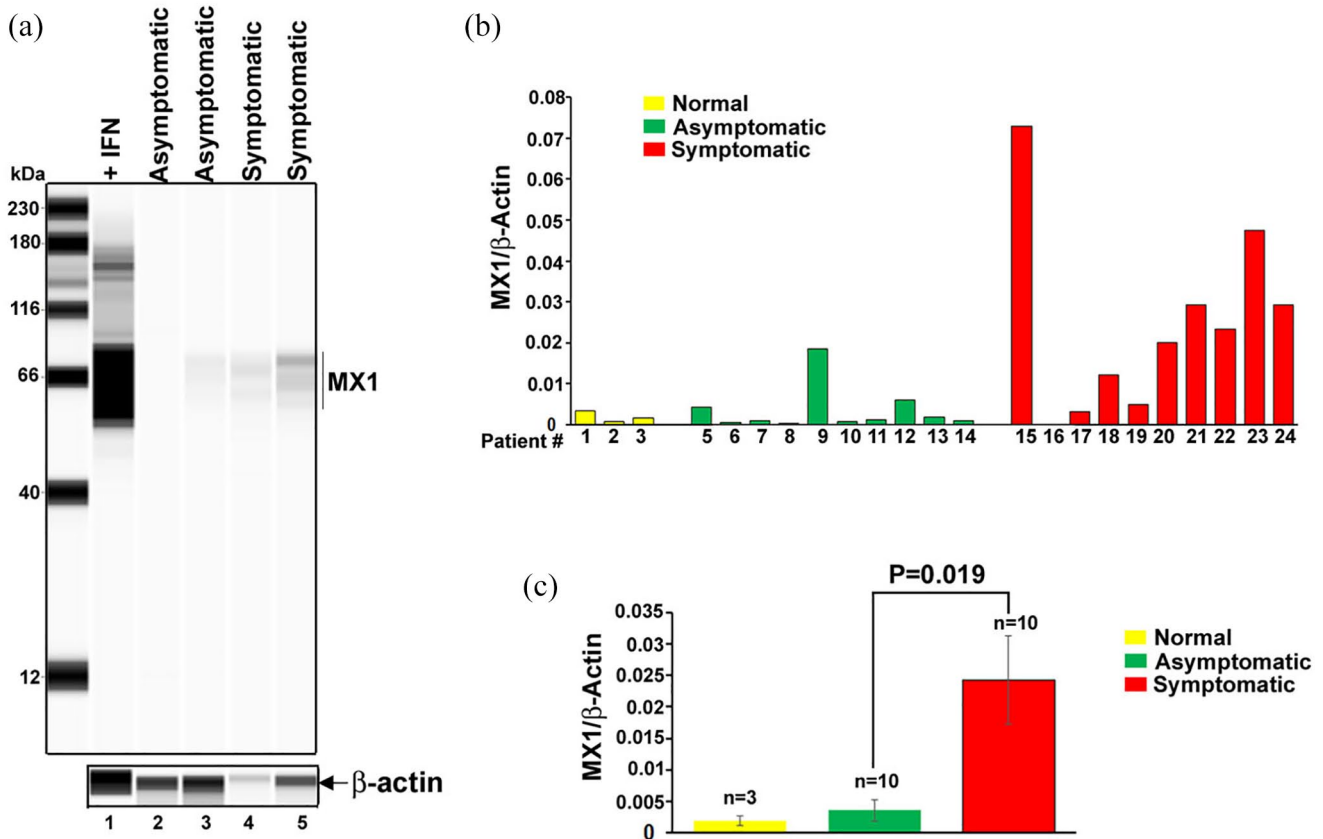 (a)
+ IFN
Asymptomatic
Asymptomatic
Symptomatic
Symptomatic
kDa
230
180
116
66
40
12
MX1
β-actin
1 2 3 4 5
(b)
Normal
Asymptomatic
Symptomatic
MX1/β-Actin
0.08
0.07
0.06
0.05
0.04
0.03
0.02
0.01
0
Patient # 1 2 3 5 6 7 8 9 10 11 12 13 14 15 16 17 18 19 20 21 22 23 24
(c)
P=0.019
MX1/β-Actin
0.035
0.03
0.025
0.02
0.015
0.01
0.005
0
n=3
n=10
n=10
Normal
Asymptomatic
Symptomatic